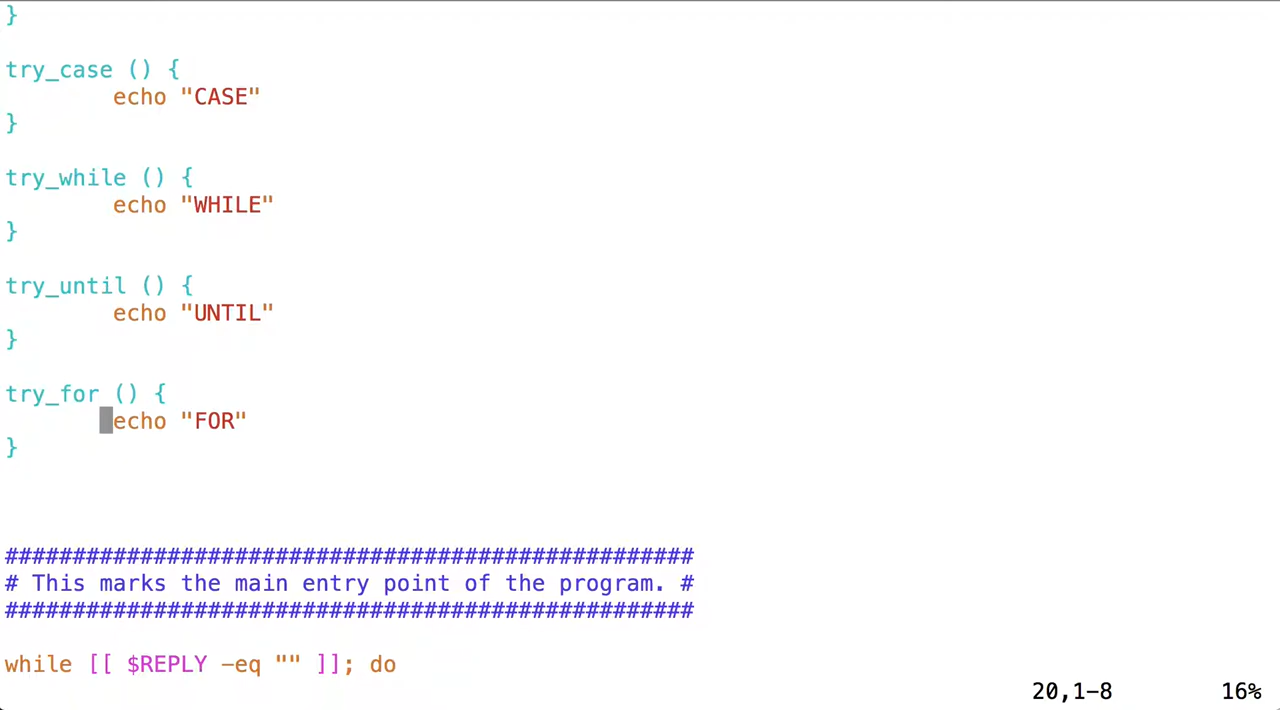 }
try_case () {
echo "CASE"
}
try_while () {
echo "WHILE"
}
try_until () {
echo "UNTIL"
}
try_for () {
echo "FOR"
}
###################################################
# This marks the main entry point of the program. #
###################################################
while [[ $REPLY -eq "" ]]; do
20,1-8 16%